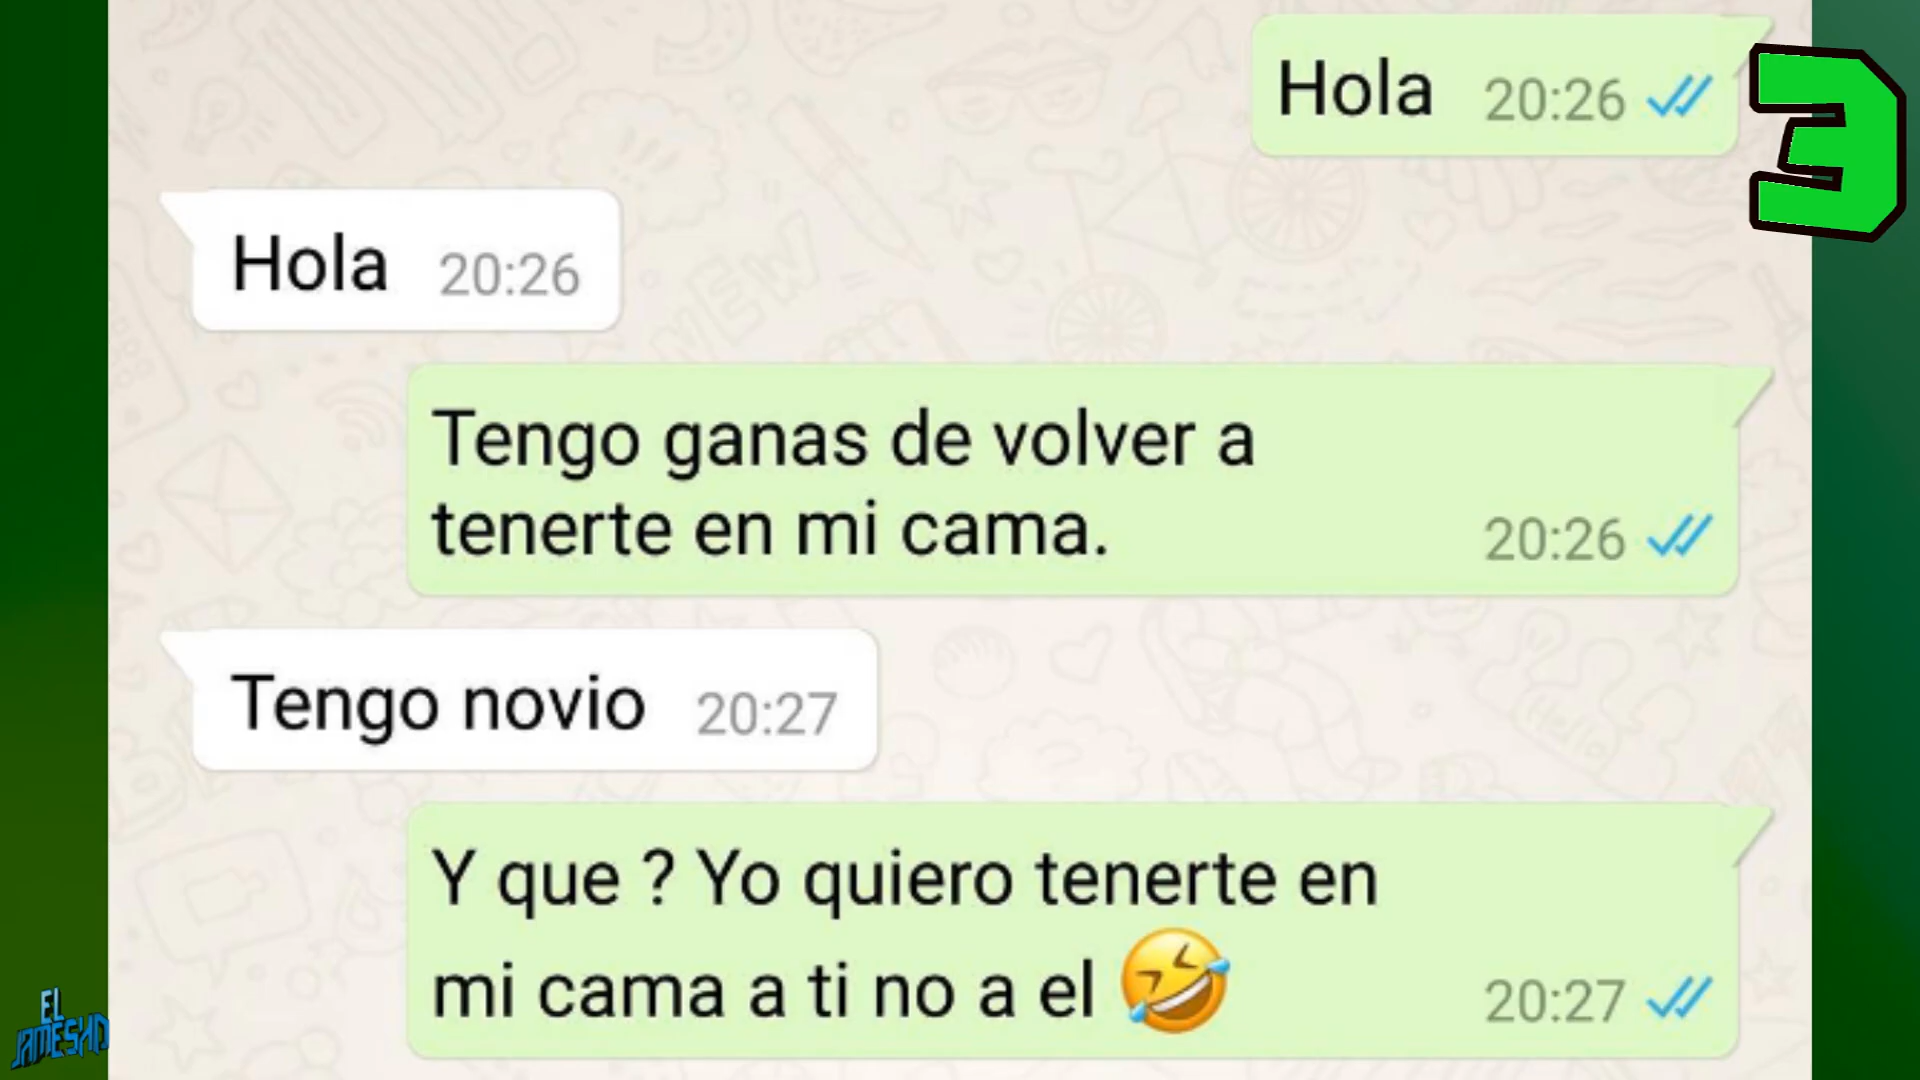 Hola 20:26
3
Hola 20:26
Tengo ganas de volver a
tenerte en mi cama. 20:26
Tengo novio 20:27
Y que ? Yo quiero tenerte en
mi cama a ti no a el 🤣 20:27
EL
JAMESHD